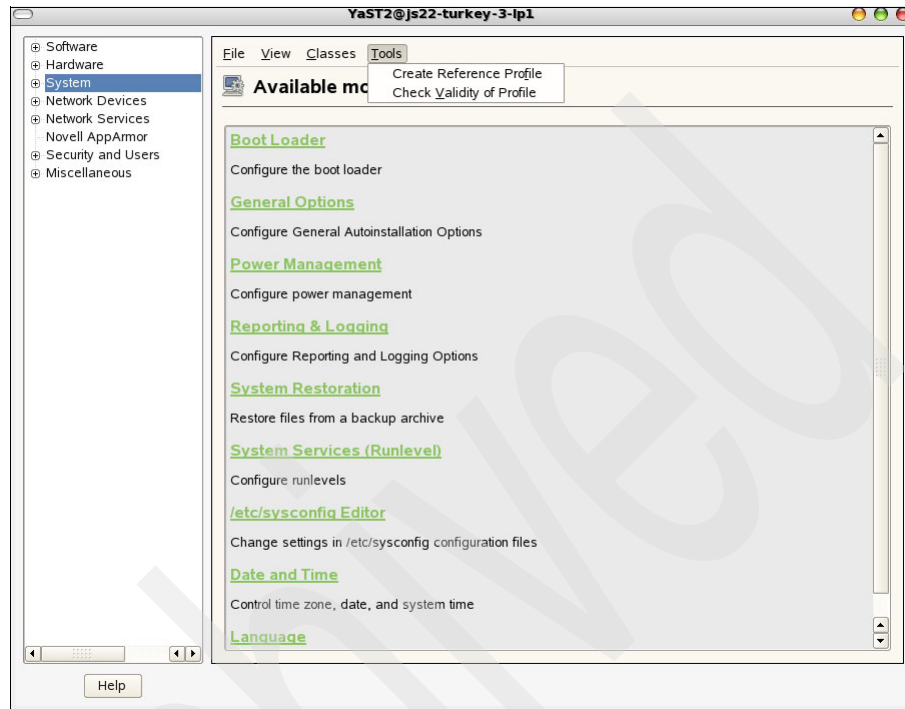 YaST2@js22-turkey-3-lp1
Software
Hardware
System
Network Devices
Network Services
Novell AppArmor
Security and Users
Miscellaneous
File View Classes Tools
Create Reference Profile
Check Validity of Profile
Available mo
Boot Loader
Configure the boot loader
General Options
Configure General Autoinstallation Options
Power Management
Configure power management
Reporting & Logging
Configure Reporting and Logging Options
System Restoration
Restore files from a backup archive
System Services (Runlevel)
Configure runlevels
/etc/sysconfig Editor
Change settings in /etc/sysconfig configuration files
Date and Time
Control time zone, date, and system time
Language
Help